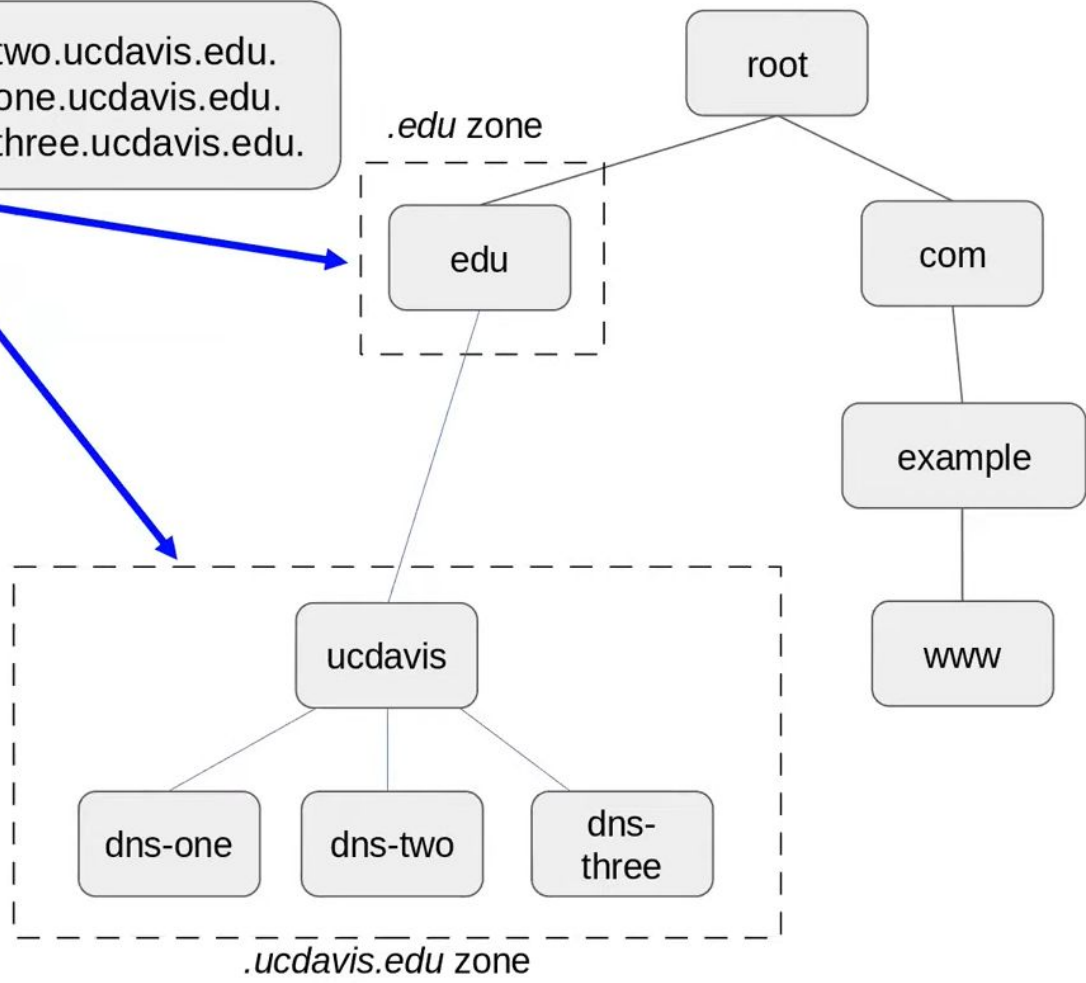 two.ucdavis.edu.
one.ucdavis.edu.
three.ucdavis.edu.
root
.edu zone
edu
com
example
ucdavis
www
dns-one
dns-two
dns-
three
.ucdavis.edu zone